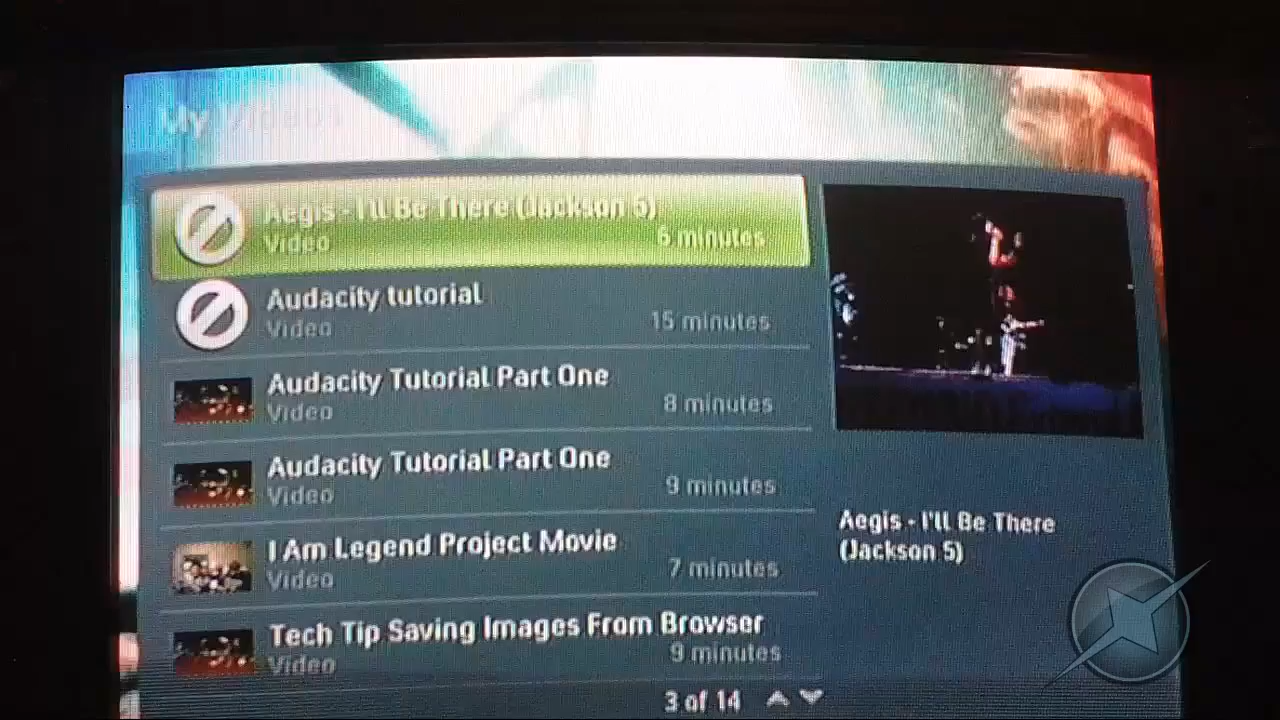 My Videos
Aegis - I'll Be There (Jackson 5)
Video
6 minutes
Audacity tutorial
Video
15 minutes
Audacity Tutorial Part One
Video
8 minutes
Audacity Tutorial Part One
Video
9 minutes
I Am Legend Project Movie
Video
7 minutes
Tech Tip Saving Images From Browser
Video
9 minutes
3 of 14
Aegis - I'll Be There
(Jackson 5)